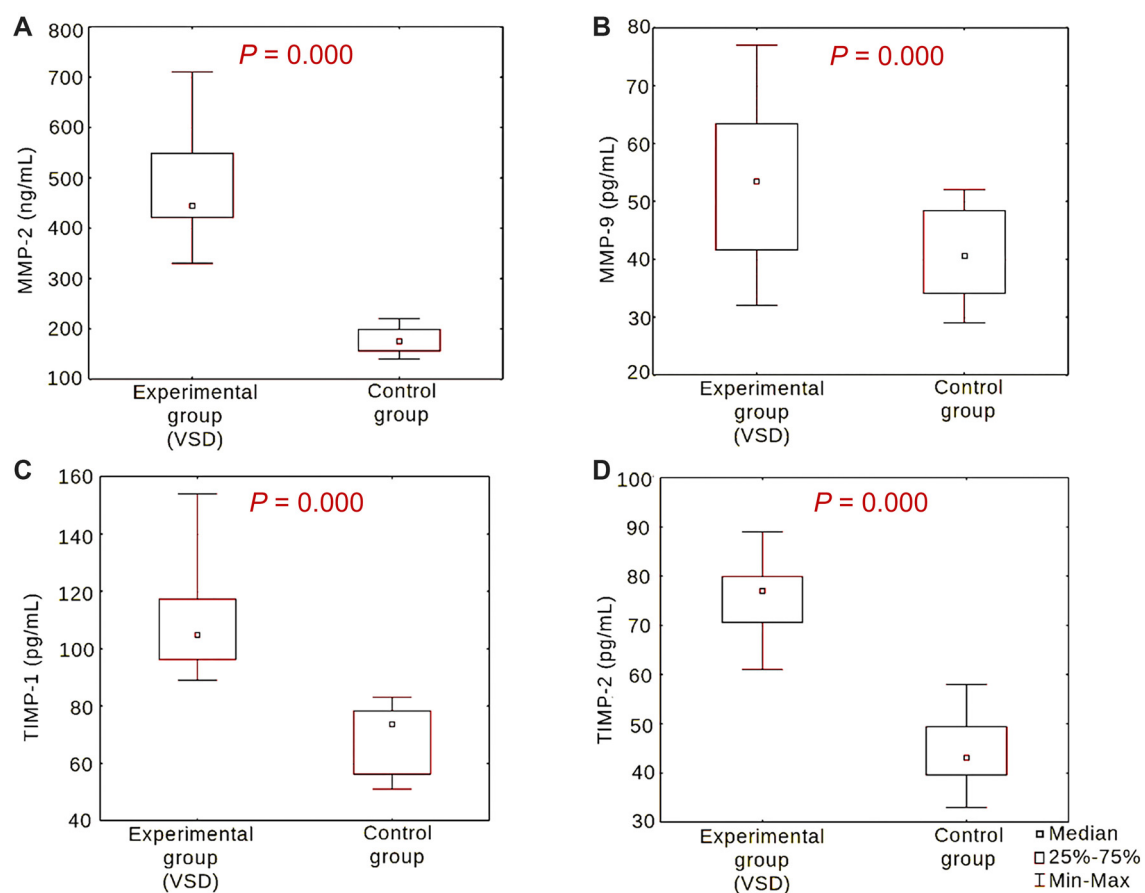 A
P = 0.000
MMP-2 (ng/mL)
800
700
600
500
400
300
200
100
Experimental
group
(VSD)
Control
group
B
P = 0.000
MMP-9 (pg/mL)
80
70
60
50
40
30
20
Experimental
group
(VSD)
Control
group
C
P = 0.000
TIMP-1 (pg/mL)
160
140
120
100
80
60
40
Experimental
group
(VSD)
Control
group
D
P = 0.000
TIMP-2 (pg/mL)
100
90
80
70
60
50
40
30
Experimental
group
(VSD)
Control
group
Median
25%-75%
Min-Max